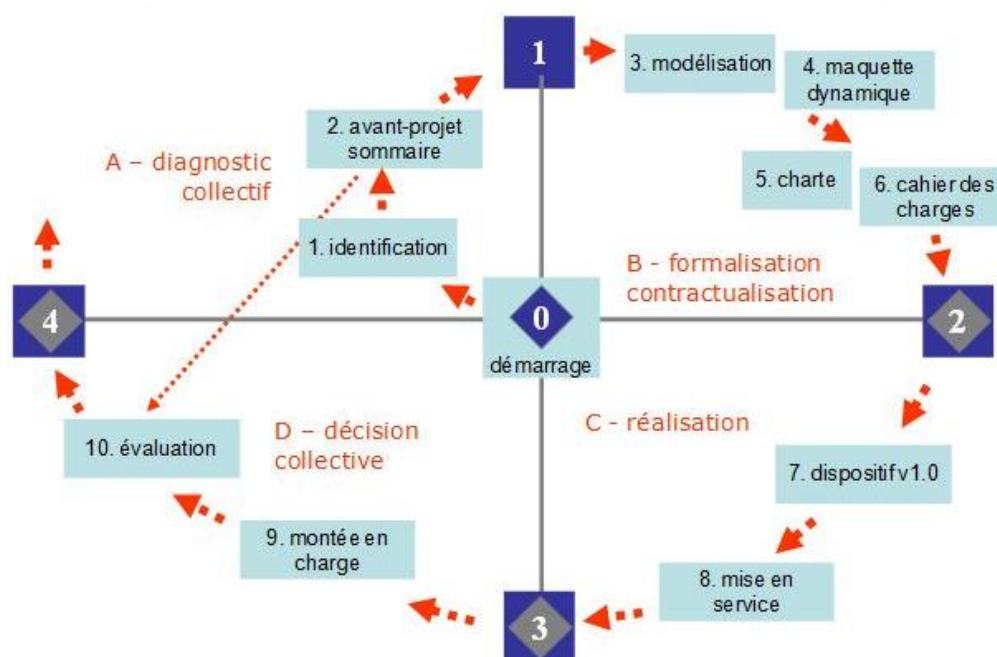 1
3. modélisation
4. maquette
dynamique
2. avant-projet
sommaire
A – diagnostic
collectif
5. charte
6. cahier des
charges
1. identification
B - formalisation
contractualisation
4
0
démarrage
2
C - réalisation
D – décision
collective
10. évaluation
7. dispositif v1.0
9. montée en
charge
8. mise en
service
3